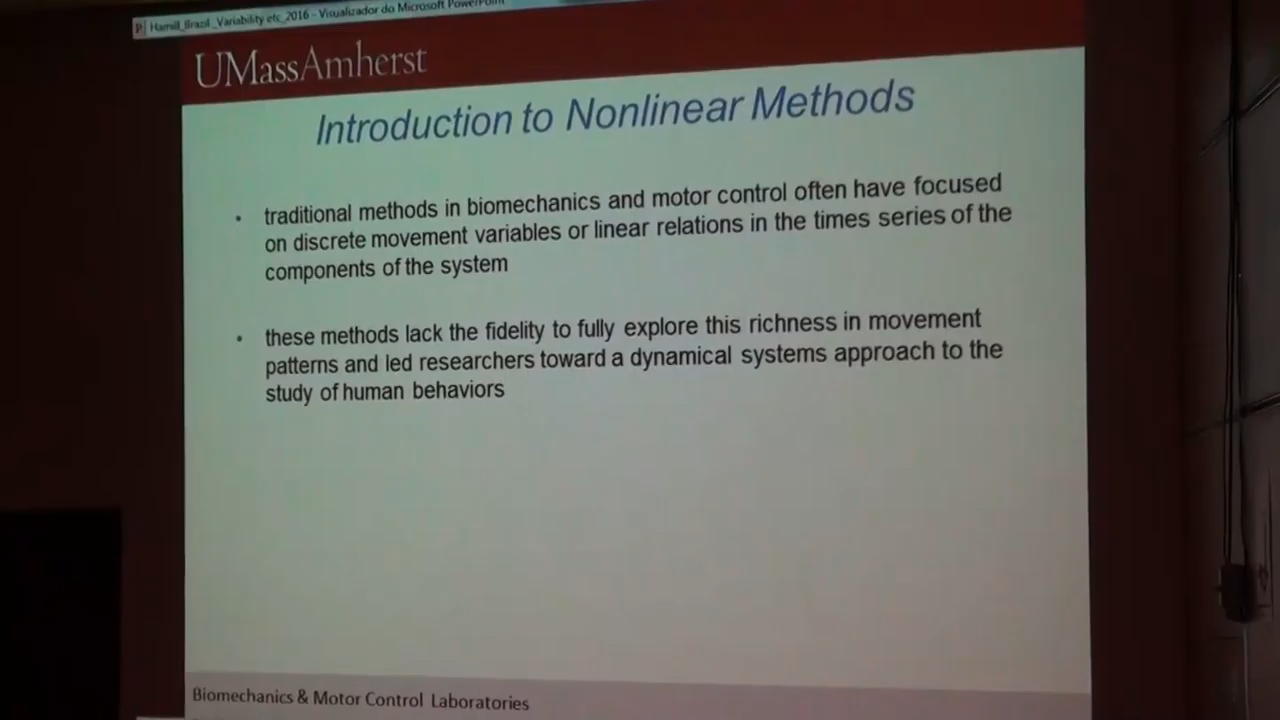 Hamill_Brazil_Variability etc_2016 - Visualizador do Microsoft PowerPoint
UMassAmherst
Introduction to Nonlinear Methods
• traditional methods in biomechanics and motor control often have focused
on discrete movement variables or linear relations in the times series of the
components of the system
• these methods lack the fidelity to fully explore this richness in movement
patterns and led researchers toward a dynamical systems approach to the
study of human behaviors
Biomechanics & Motor Control Laboratories